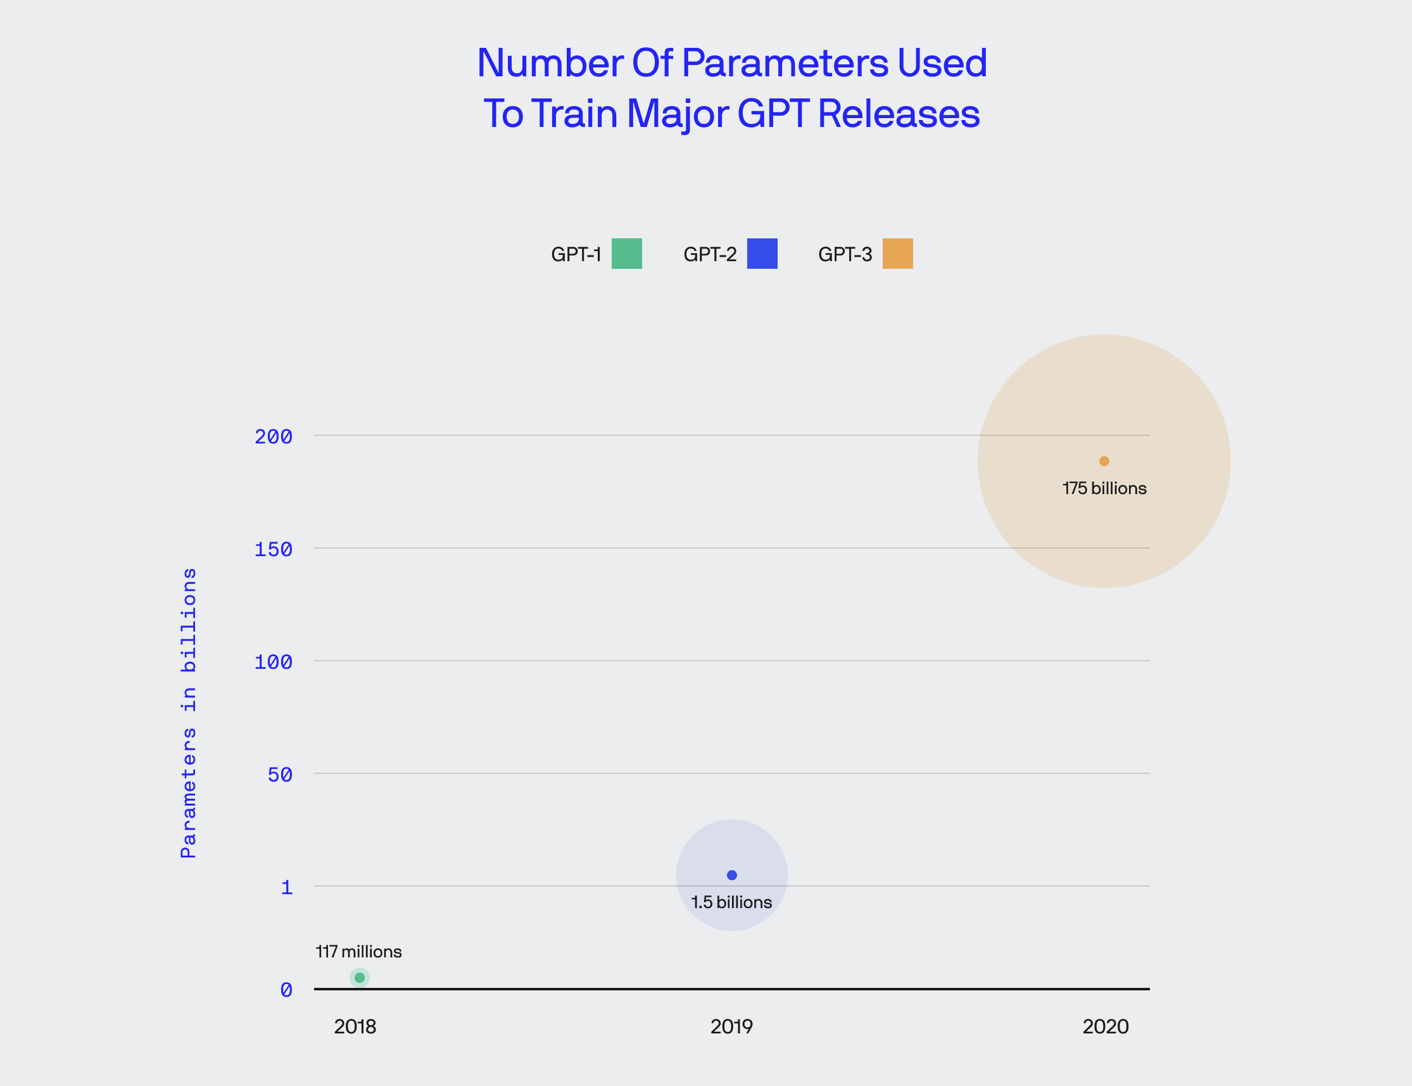 Number Of Parameters Used
To Train Major GPT Releases
GPT-1 GPT-2 GPT-3
Parameters in billions
200
150
100
50
1
0
175 billions
1.5 billions
117 millions
2018 2019 2020